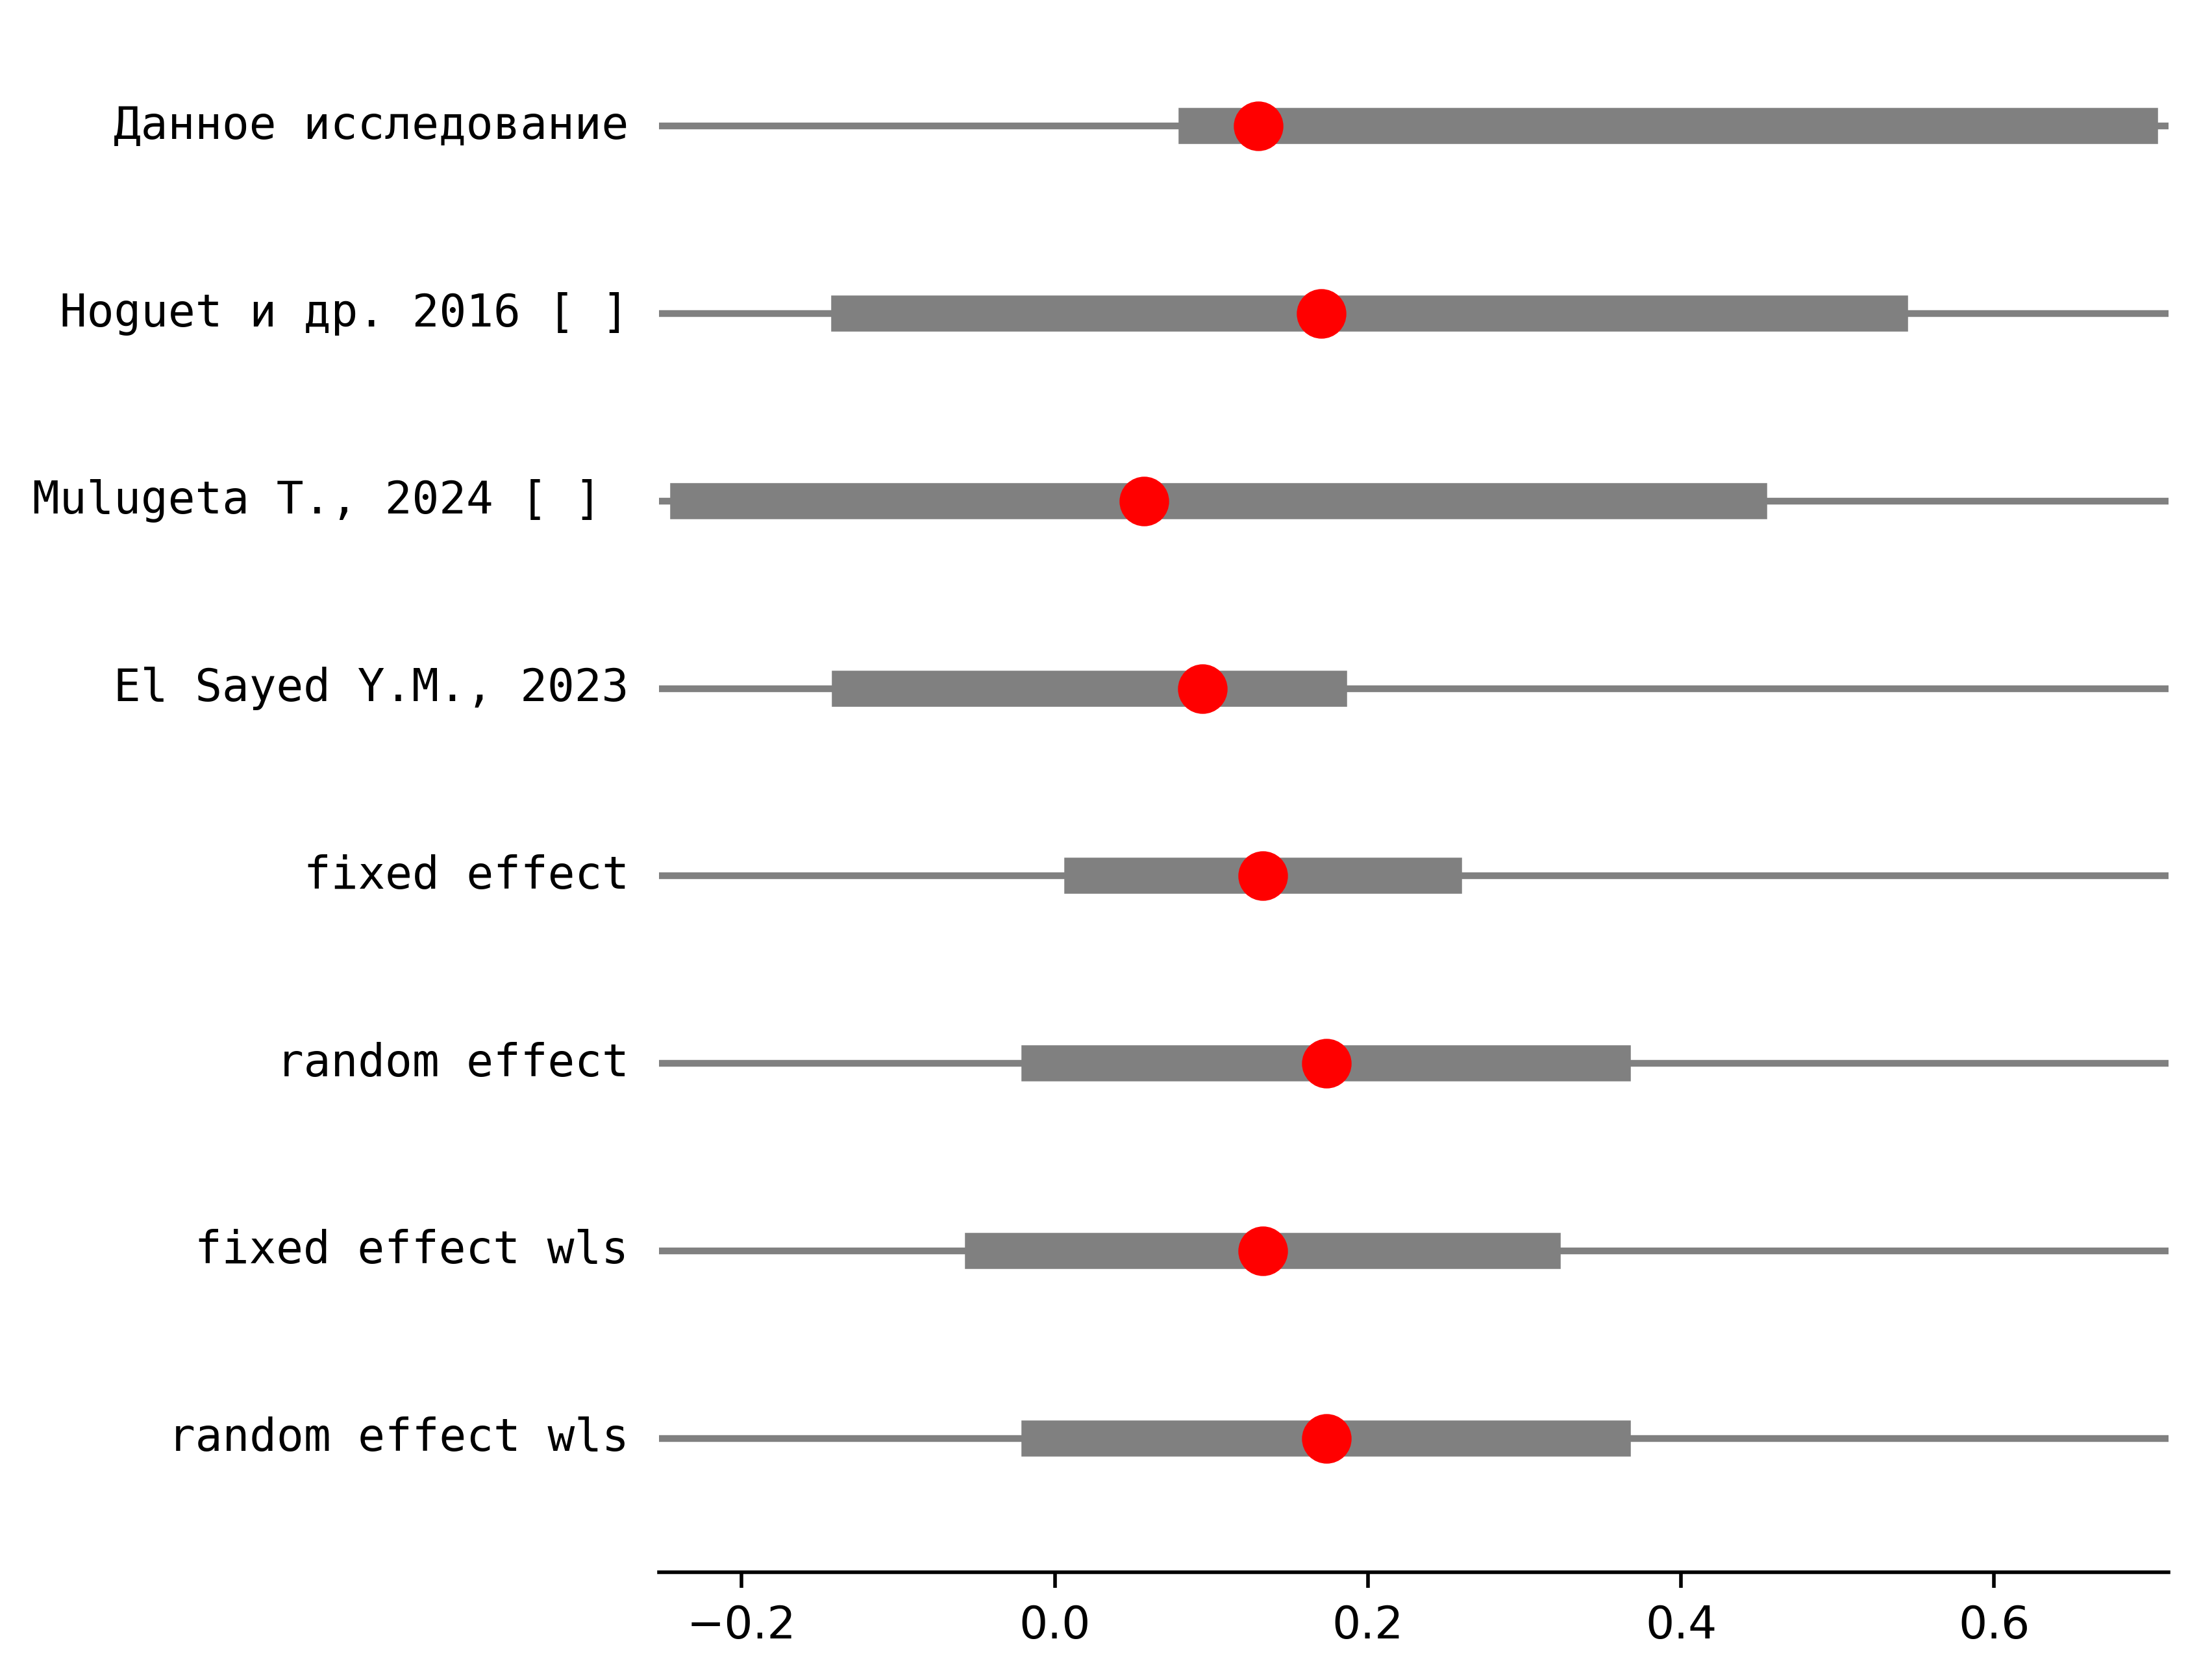 Данное исследование
Hoguet и др. 2016 [ ]
Mulugeta T., 2024 [ ]
El Sayed Y.M., 2023
fixed effect
random effect
fixed effect wls
random effect wls
−0.2 0.0 0.2 0.4 0.6